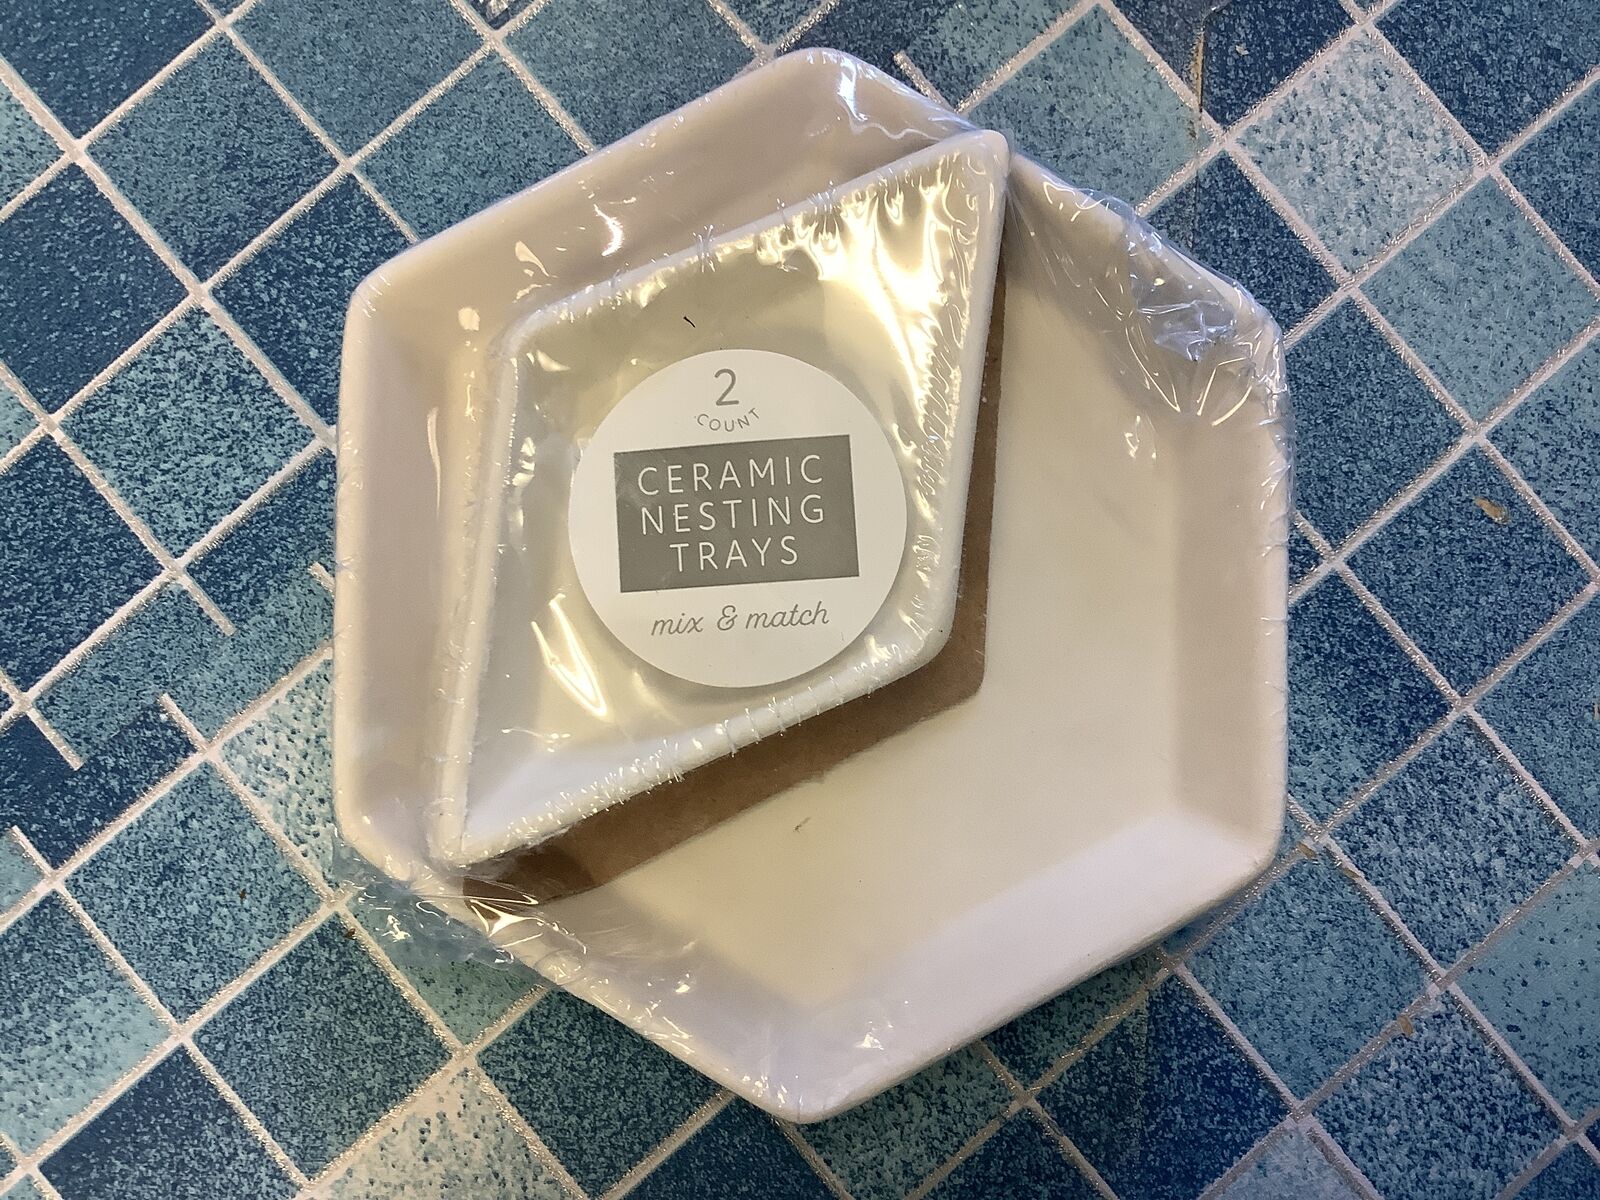 2
COUNT
CERAMIC
NESTING
TRAYS
mix & match